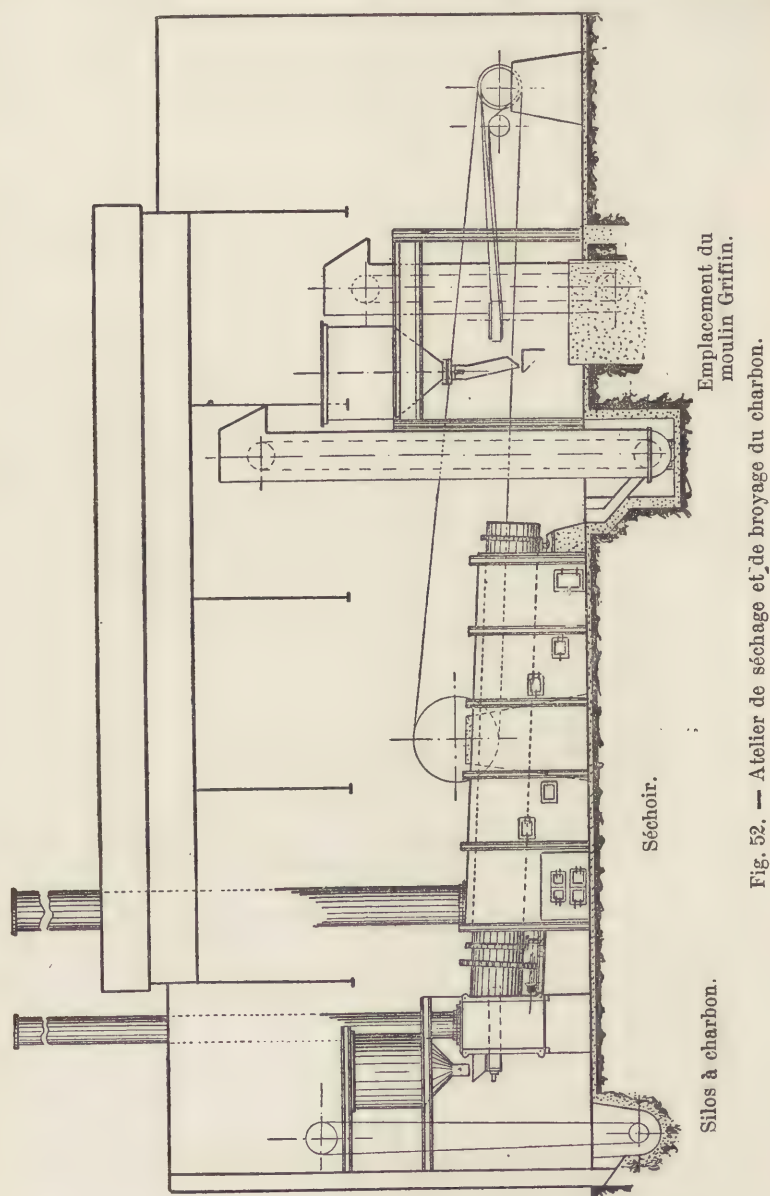 Silos à charbon.
Séchoir.
Emplacement du
moulin Griffin.
Fig. 52. — Atelier de séchage et de broyage du charbon.